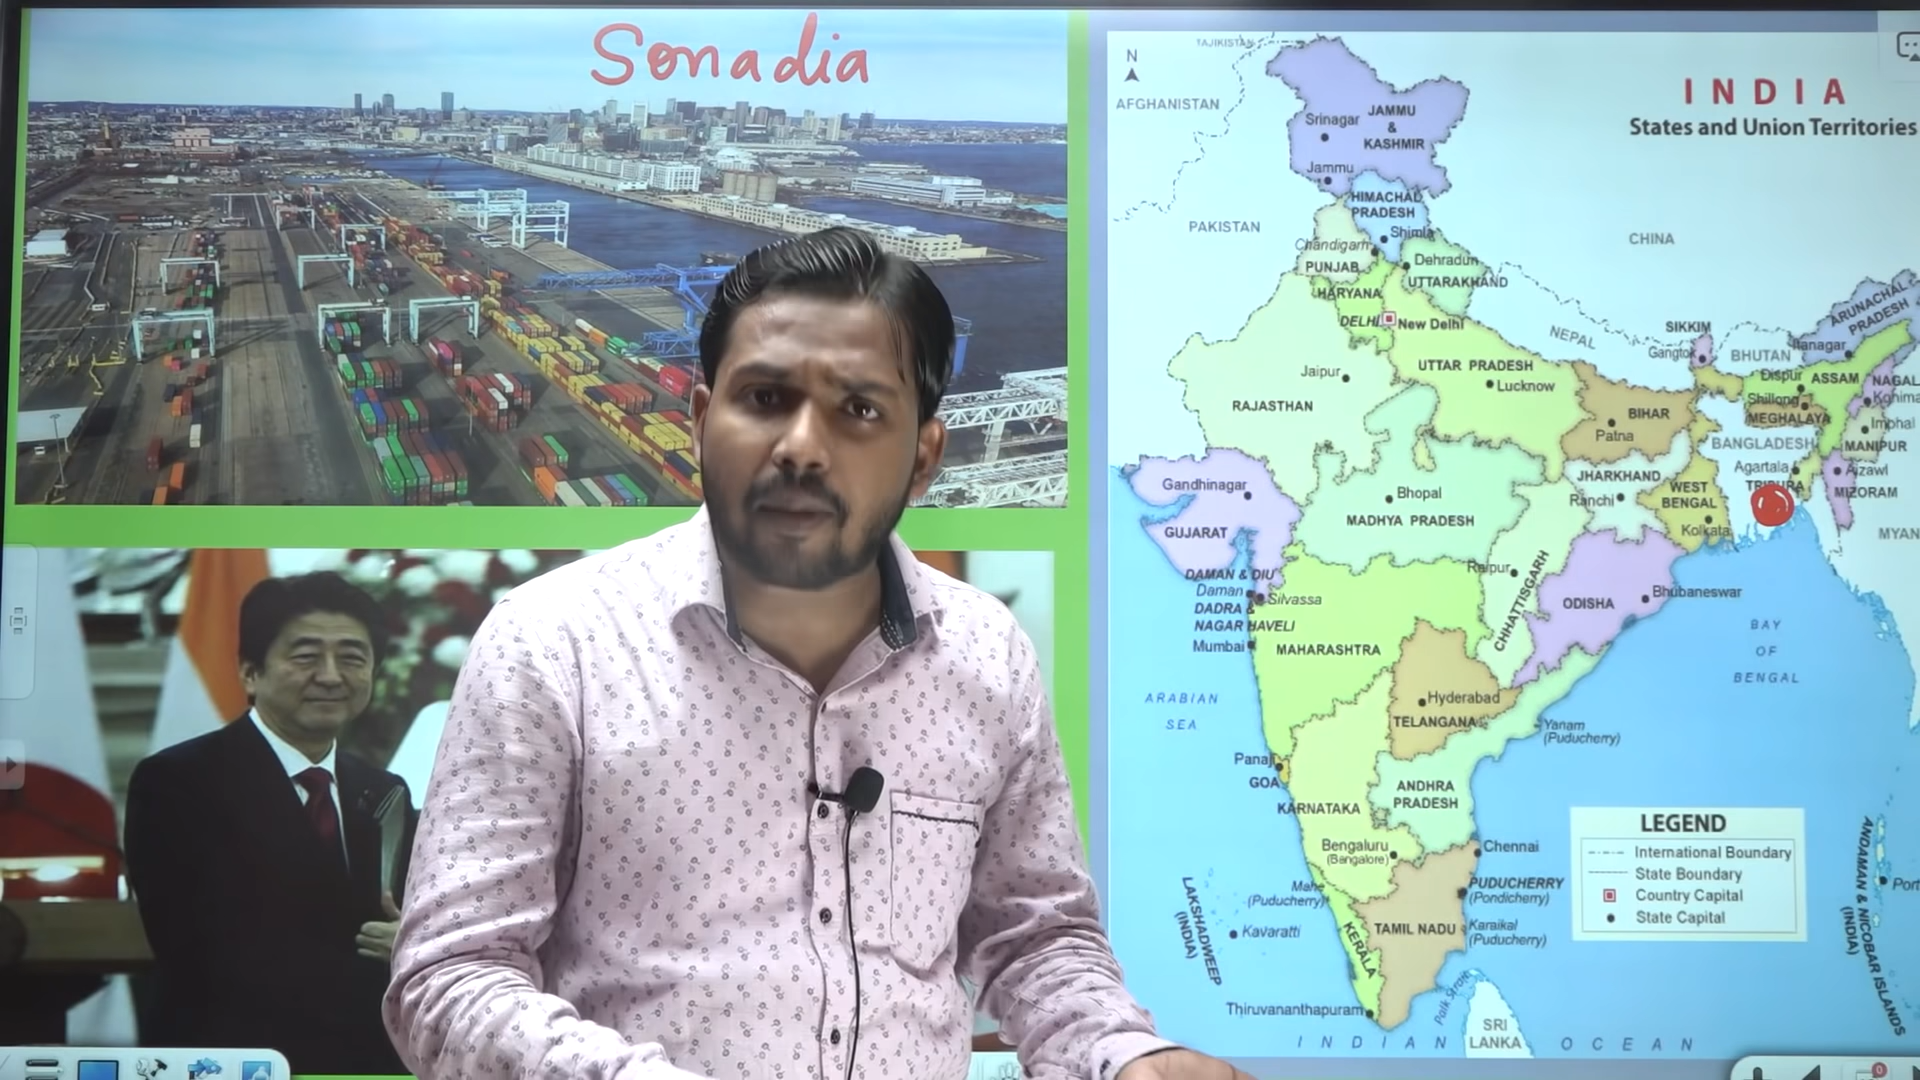 Sonadia
N
INDIA
States and Union Territories
TAJIKISTAN
AFGHANISTAN
PAKISTAN
CHINA
NEPAL
BHUTAN
BANGLADESH
Srinagar
JAMMU
&
KASHMIR
Jammu
HIMACHAL
PRADESH
Shimla
Chandigarh
PUNJAB
Dehradun
UTTARAKHAND
HARYANA
DELHI
New Delhi
SIKKIM
Gangtok
ARUNACHAL
PRADESH
Itanagar
Dispur
ASSAM
NAGAL
Kohima
Shillong
MEGHALAYA
Imphal
MANIPUR
Agartala
TRIPURA
Aizawl
MIZORAM
MYAN
Jaipur
RAJASTHAN
UTTAR PRADESH
Lucknow
BIHAR
Patna
JHARKHAND
Ranchi
WEST
BENGAL
Kolkata
Gandhinagar
GUJARAT
Bhopal
MADHYA PRADESH
Raipur
CHHATTISGARH
ODISHA
Bhubaneswar
DAMAN & DIU
Daman
Silvassa
DADRA &
NAGAR HAVELI
Mumbai
MAHARASHTRA
BAY
OF
BENGAL
ARABIAN
SEA
Hyderabad
TELANGANA
Yanam
(Puducherry)
Panaji
GOA
KARNATAKA
ANDHRA
PRADESH
Bengaluru
(Bangalore)
Chennai
Mahe
(Puducherry)
PUDUCHERRY
(Pondicherry)
TAMIL NADU
Karaikal
(Puducherry)
KERALA
LAKSHADWEEP
(INDIA)
Kavaratti
Thiruvananthapuram
Palk Strait
SRI
LANKA
INDIAN OCEAN
ANDAMAN & NICOBAR ISLANDS
(INDIA)
Port
LEGEND
International Boundary
State Boundary
Country Capital
State Capital
0